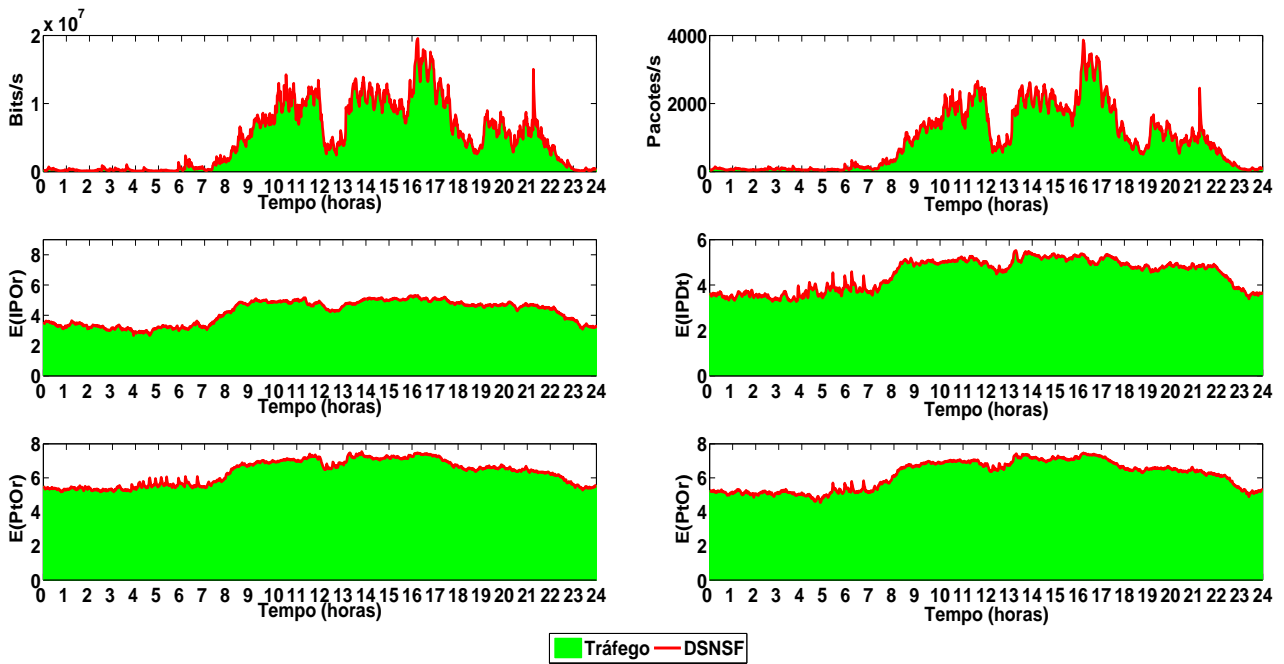 x 10^7
2
1
0
Bits/s
0 1 2 3 4 5 6 7 8 9 10 11 12 13 14 15 16 17 18 19 20 21 22 23 24
Tempo (horas)
4000
2000
0
Pacotes/s
0 1 2 3 4 5 6 7 8 9 10 11 12 13 14 15 16 17 18 19 20 21 22 23 24
Tempo (horas)
8
6
4
2
0
E(IPOr)
0 1 2 3 4 5 6 7 8 9 10 11 12 13 14 15 16 17 18 19 20 21 22 23 24
Tempo (horas)
6
4
2
0
E(IPDt)
0 1 2 3 4 5 6 7 8 9 10 11 12 13 14 15 16 17 18 19 20 21 22 23 24
Tempo (horas)
8
6
4
2
0
E(PtOr)
0 1 2 3 4 5 6 7 8 9 10 11 12 13 14 15 16 17 18 19 20 21 22 23 24
Tempo (horas)
8
6
4
2
0
E(PtOr)
0 1 2 3 4 5 6 7 8 9 10 11 12 13 14 15 16 17 18 19 20 21 22 23 24
Tempo (horas)
Tráfego DSNSF